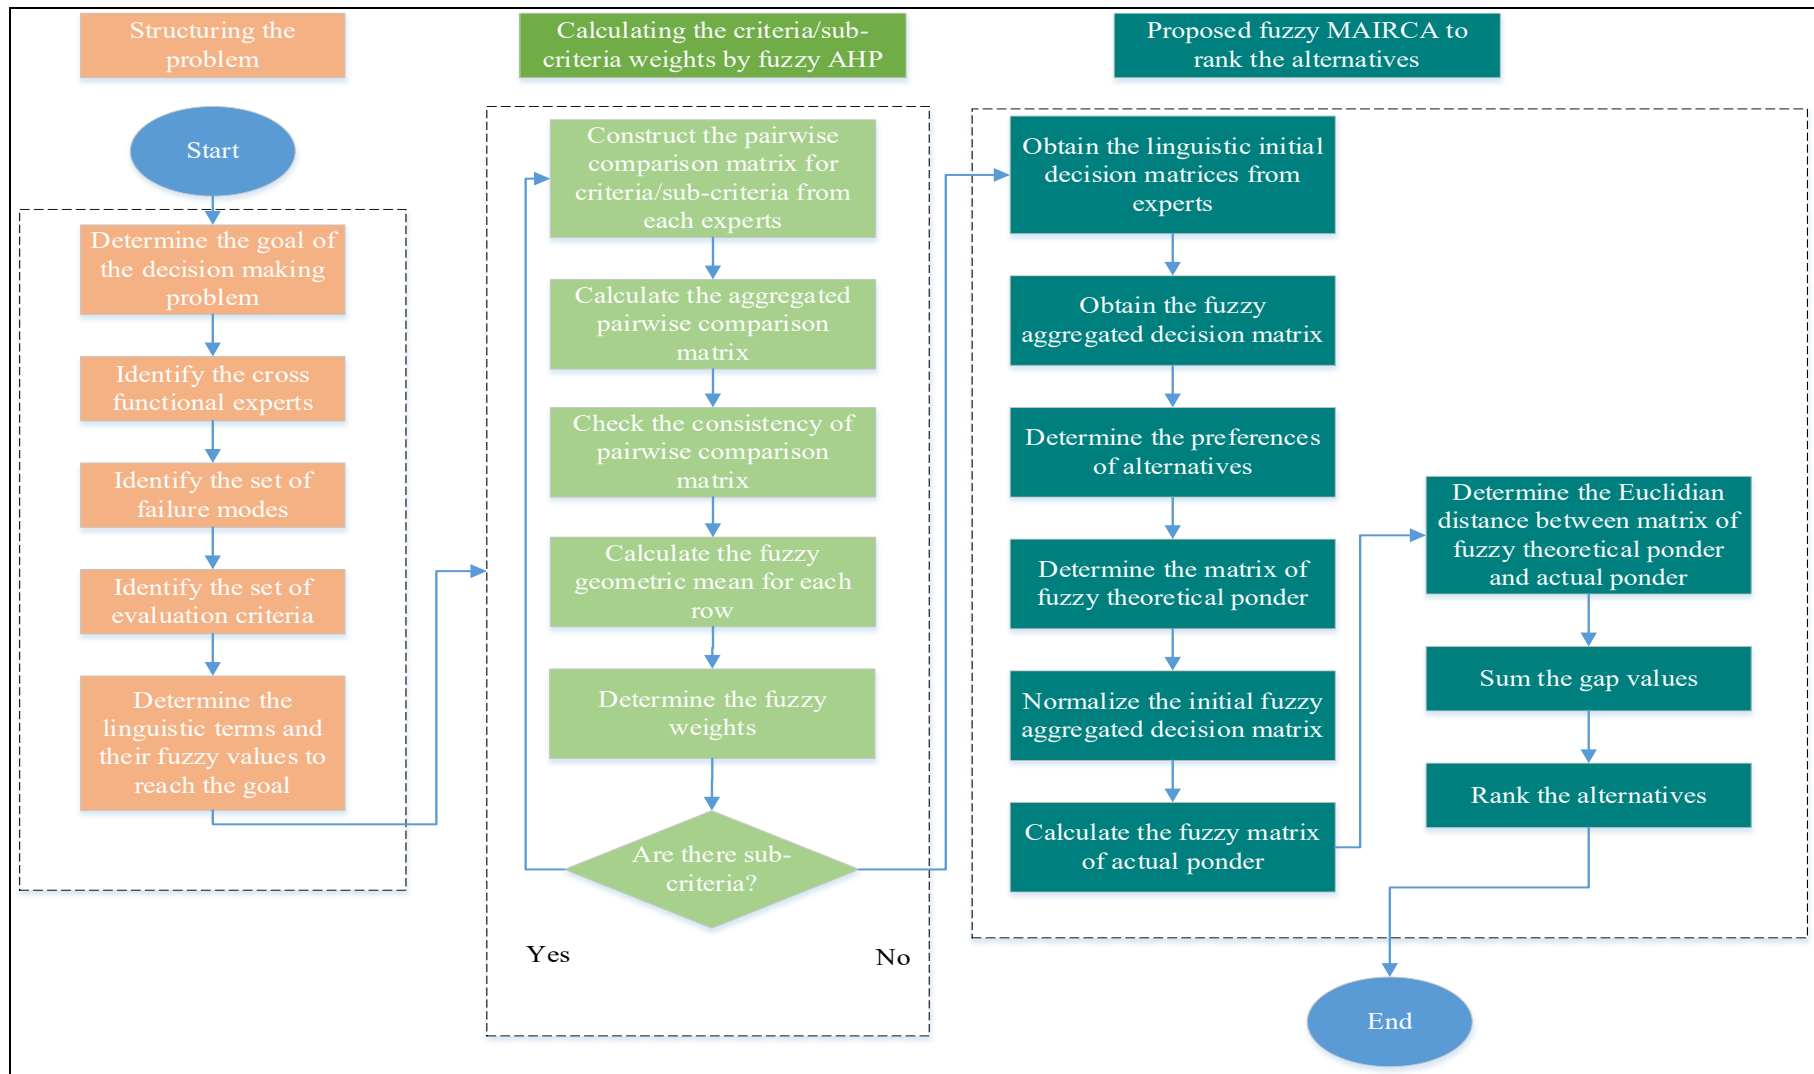 Structuring the
problem
Calculating the criteria/sub-
criteria weights by fuzzy AHP
Proposed fuzzy MAIRCA to
rank the alternatives
Start
Determine the goal of
the decision making
problem
Identify the cross
functional experts
Identify the set of
failure modes
Identify the set of
evaluation criteria
Determine the
linguistic terms and
their fuzzy values to
reach the goal
Construct the pairwise
comparison matrix for
criteria/sub-criteria from
each experts
Calculate the aggregated
pairwise comparison
matrix
Check the consistency of
pairwise comparison
matrix
Calculate the fuzzy
geometric mean for each
row
Determine the fuzzy
weights
Are there sub-
criteria?
Yes
No
Obtain the linguistic initial
decision matrices from
experts
Obtain the fuzzy
aggregated decision matrix
Determine the preferences
of alternatives
Determine the matrix of
fuzzy theoretical ponder
Normalize the initial fuzzy
aggregated decision matrix
Calculate the fuzzy matrix
of actual ponder
Determine the Euclidian
distance between matrix of
fuzzy theoretical ponder
and actual ponder
Sum the gap values
Rank the alternatives
End